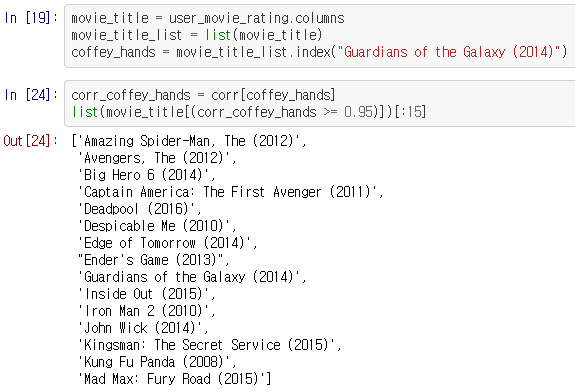 In [19]: movie_title = user_movie_rating.columns
movie_title_list = list(movie_title)
coffey_hands = movie_title_list.index("Guardians of the Galaxy (2014)")
In [24]: corr_coffey_hands = corr[coffey_hands]
list(movie_title[(corr_coffey_hands >= 0.95)])[:15]
Out[24]: ['Amazing Spider-Man, The (2012)',
'Avengers, The (2012)',
'Big Hero 6 (2014)',
'Captain America: The First Avenger (2011)',
'Deadpool (2016)',
'Despicable Me (2010)',
'Edge of Tomorrow (2014)',
"Ender's Game (2013)",
'Guardians of the Galaxy (2014)',
'Inside Out (2015)',
'Iron Man 2 (2010)',
'John Wick (2014)',
'Kingsman: The Secret Service (2015)',
'Kung Fu Panda (2008)',
'Mad Max: Fury Road (2015)']